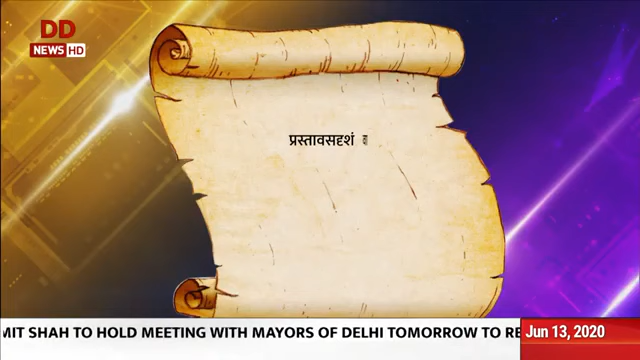 DD
NEWS HD
प्रस्तावसदृशं
MIT SHAH TO HOLD MEETING WITH MAYORS OF DELHI TOMORROW TO RE
Jun 13, 2020